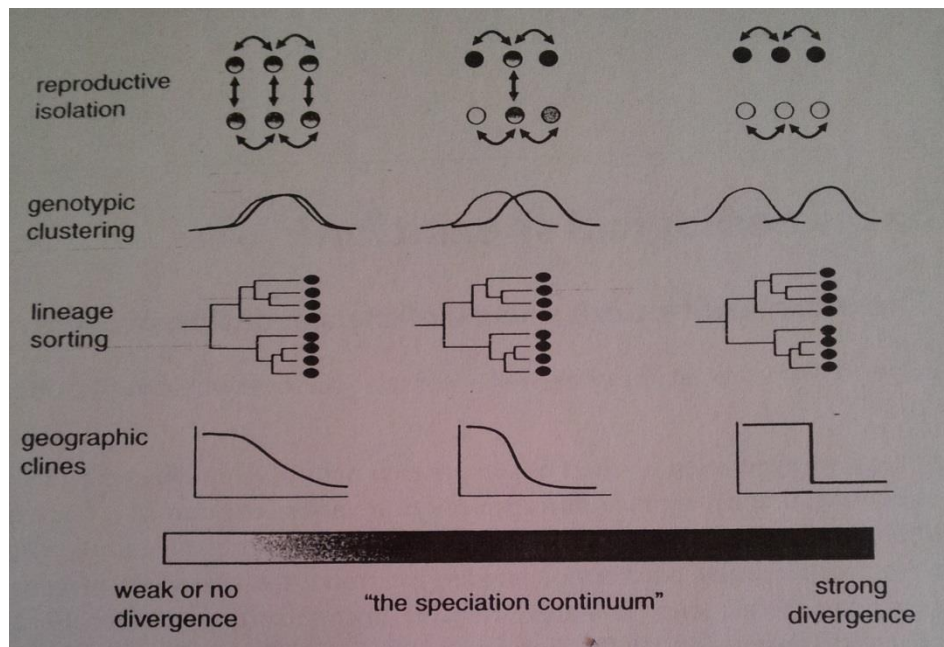 reproductive
isolation
genotypic
clustering
lineage
sorting
geographic
clines
weak or no
divergence
"the speciation continuum"
strong
divergence